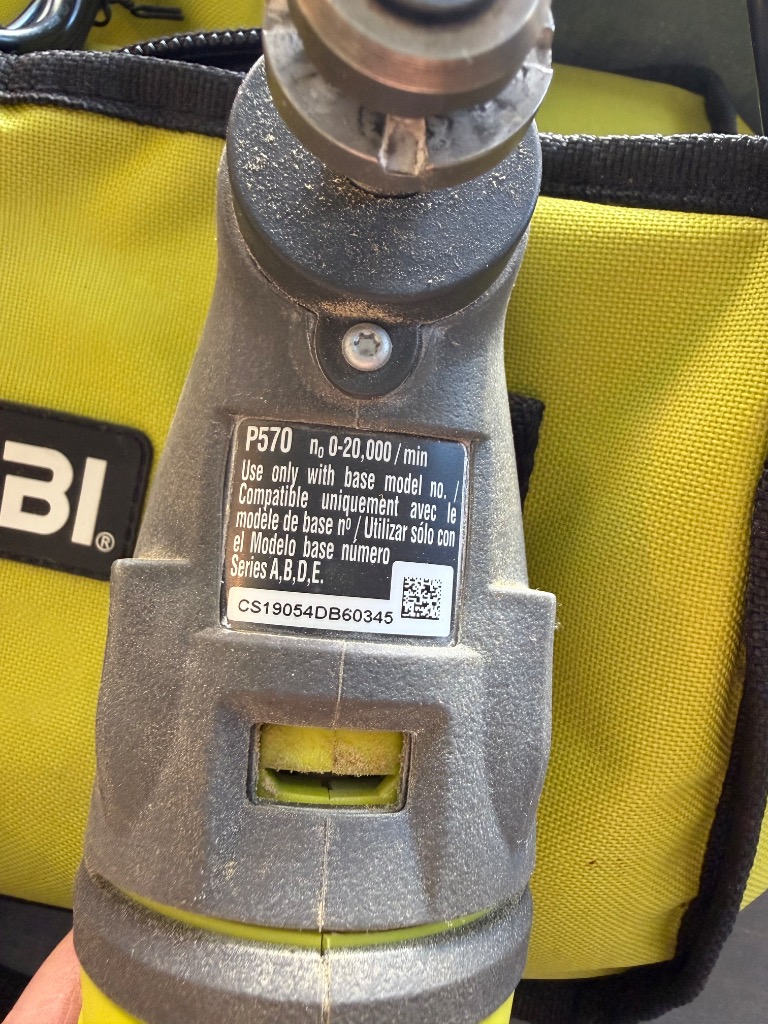 BI®
P570 n₀ 0-20,000 / min
Use only with base model no. /
Compatible uniquement avec le
modèle de base nº / Utilizar sólo con
el Modelo base número
Series A,B,D,E.
CS19054DB60345